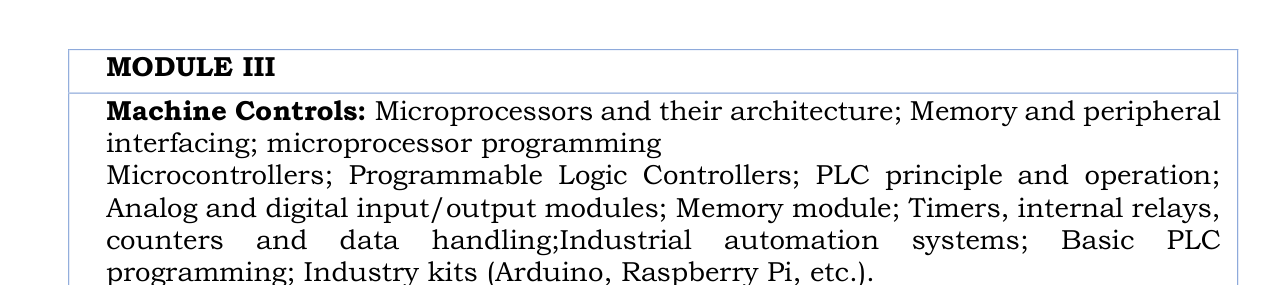 MODULE III
Machine Controls: Microprocessors and their architecture; Memory and peripheral
interfacing; microprocessor programming
Microcontrollers; Programmable Logic Controllers; PLC principle and operation;
Analog and digital input/output modules; Memory module; Timers, internal relays,
counters and data handling;Industrial automation systems; Basic PLC
programming; Industry kits (Arduino, Raspberry Pi, etc.).